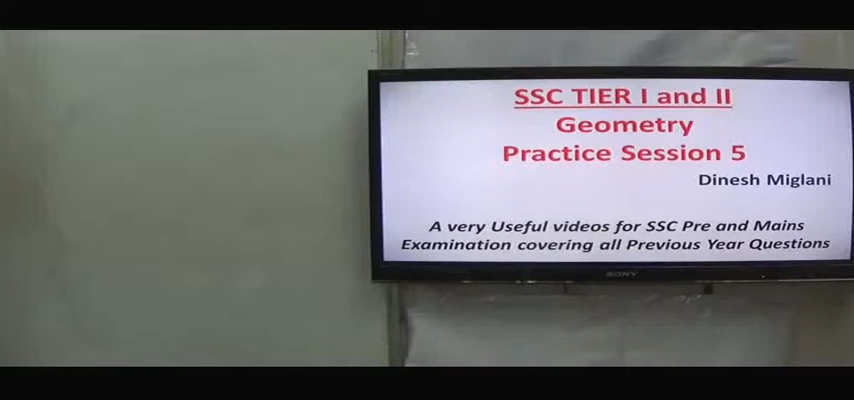 SSC TIER I and II
Geometry
Practice Session 5
Dinesh Miglani
A very Useful videos for SSC Pre and Mains
Examination covering all Previous Year Questions
SONY